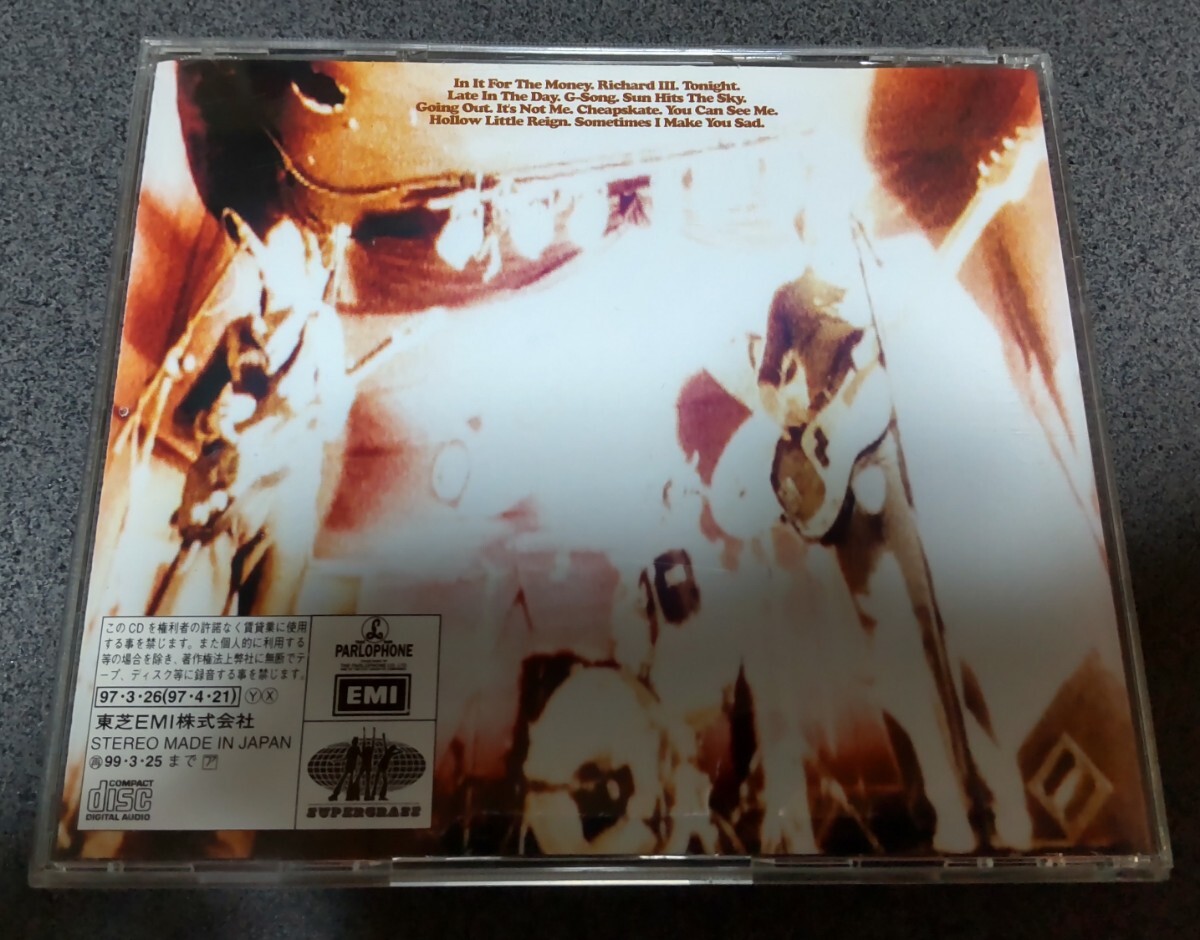 In It For The Money. Richard III. Tonight.
Late In The Day. G-Song. Sun Hits The Sky.
Going Out. It's Not Me. Cheapskate. You Can See Me.
Hollow Little Reign. Sometimes I Make You Sad.
このCDを権利者の許諾なく賃貸業に使用
する事を禁じます。また個人的に利用する
等の場合を除き、著作権法上弊社に無断でテ
ープ、ディスク等に録音する事を禁じます。
97・3・26(97・4・21) Ⓨ Ⓧ
東芝EMI株式会社
STEREO MADE IN JAPAN
㋐99・3・25 まで ア
COMPACT
disc
DIGITAL AUDIO
£
PARLOPHONE
EMI
SUPERGRASS